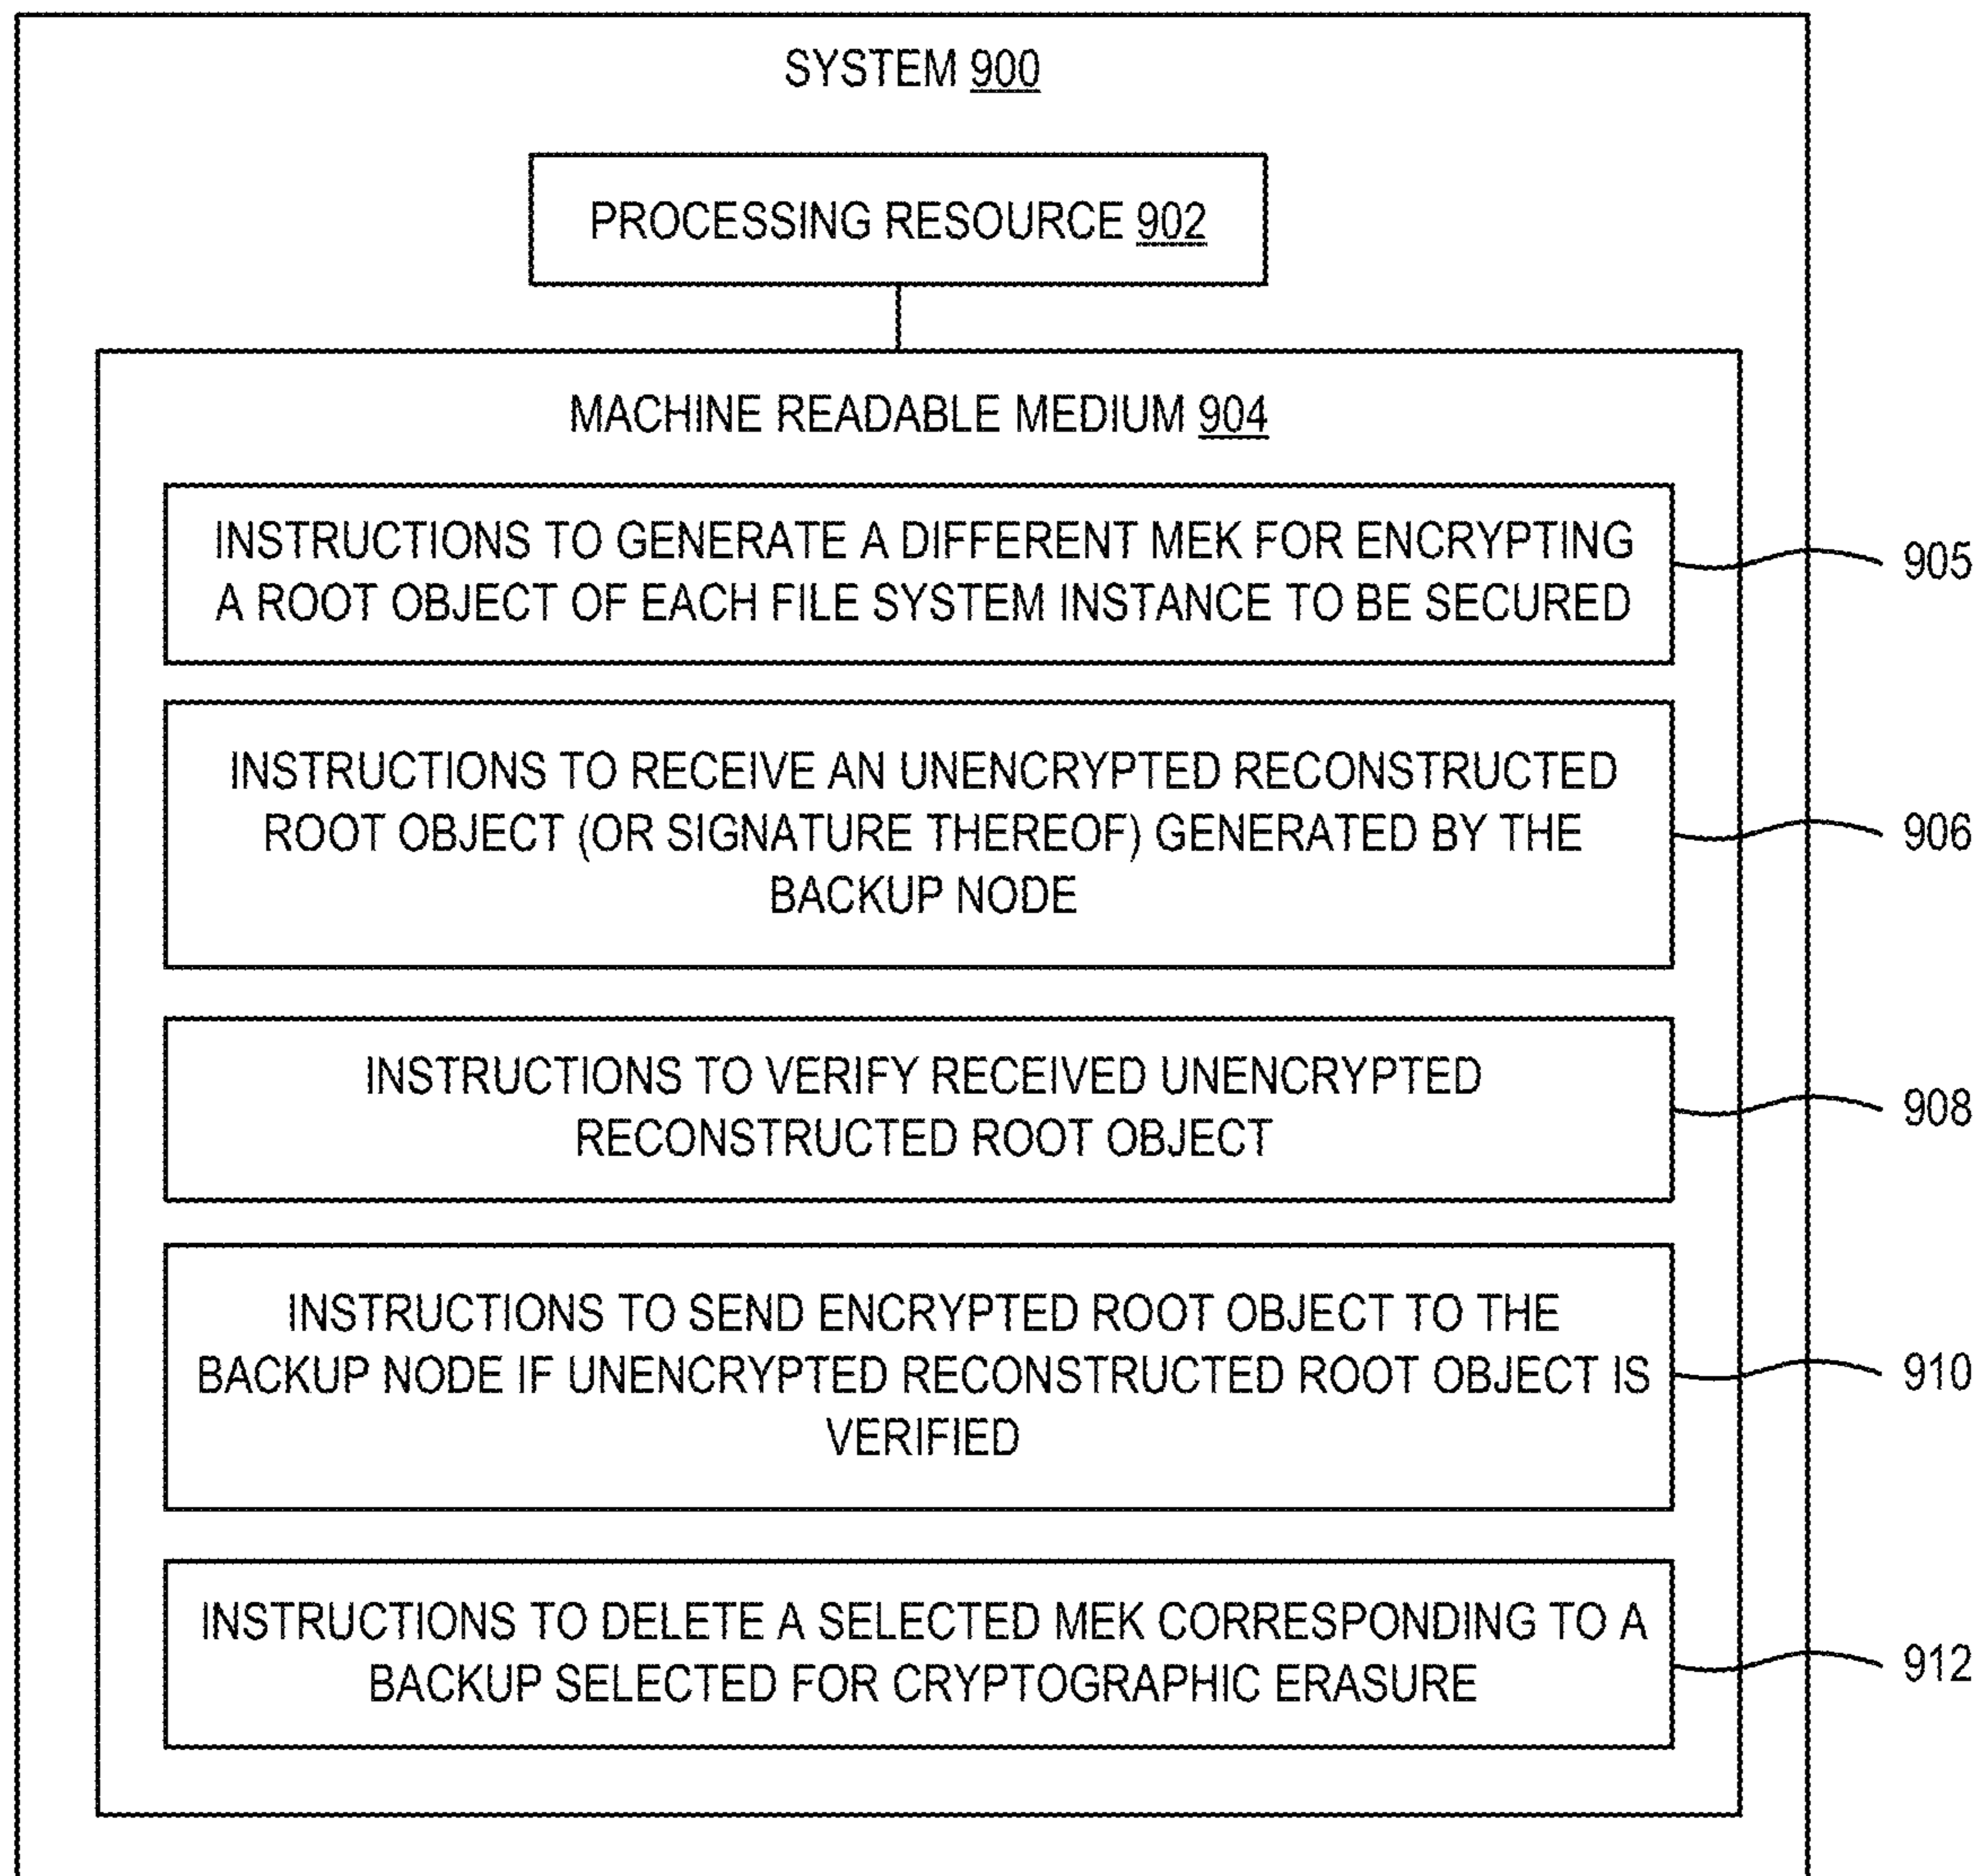 SYSTEM 900
PROCESSING RESOURCE 902
MACHINE READABLE MEDIUM 904
INSTRUCTIONS TO GENERATE A DIFFERENT MEK FOR ENCRYPTING
A ROOT OBJECT OF EACH FILE SYSTEM INSTANCE TO BE SECURED
905
INSTRUCTIONS TO RECEIVE AN UNENCRYPTED RECONSTRUCTED
ROOT OBJECT (OR SIGNATURE THEREOF) GENERATED BY THE
BACKUP NODE
906
INSTRUCTIONS TO VERIFY RECEIVED UNENCRYPTED
RECONSTRUCTED ROOT OBJECT
908
INSTRUCTIONS TO SEND ENCRYPTED ROOT OBJECT TO THE
BACKUP NODE IF UNENCRYPTED RECONSTRUCTED ROOT OBJECT IS
VERIFIED
910
INSTRUCTIONS TO DELETE A SELECTED MEK CORRESPONDING TO A
BACKUP SELECTED FOR CRYPTOGRAPHIC ERASURE
912